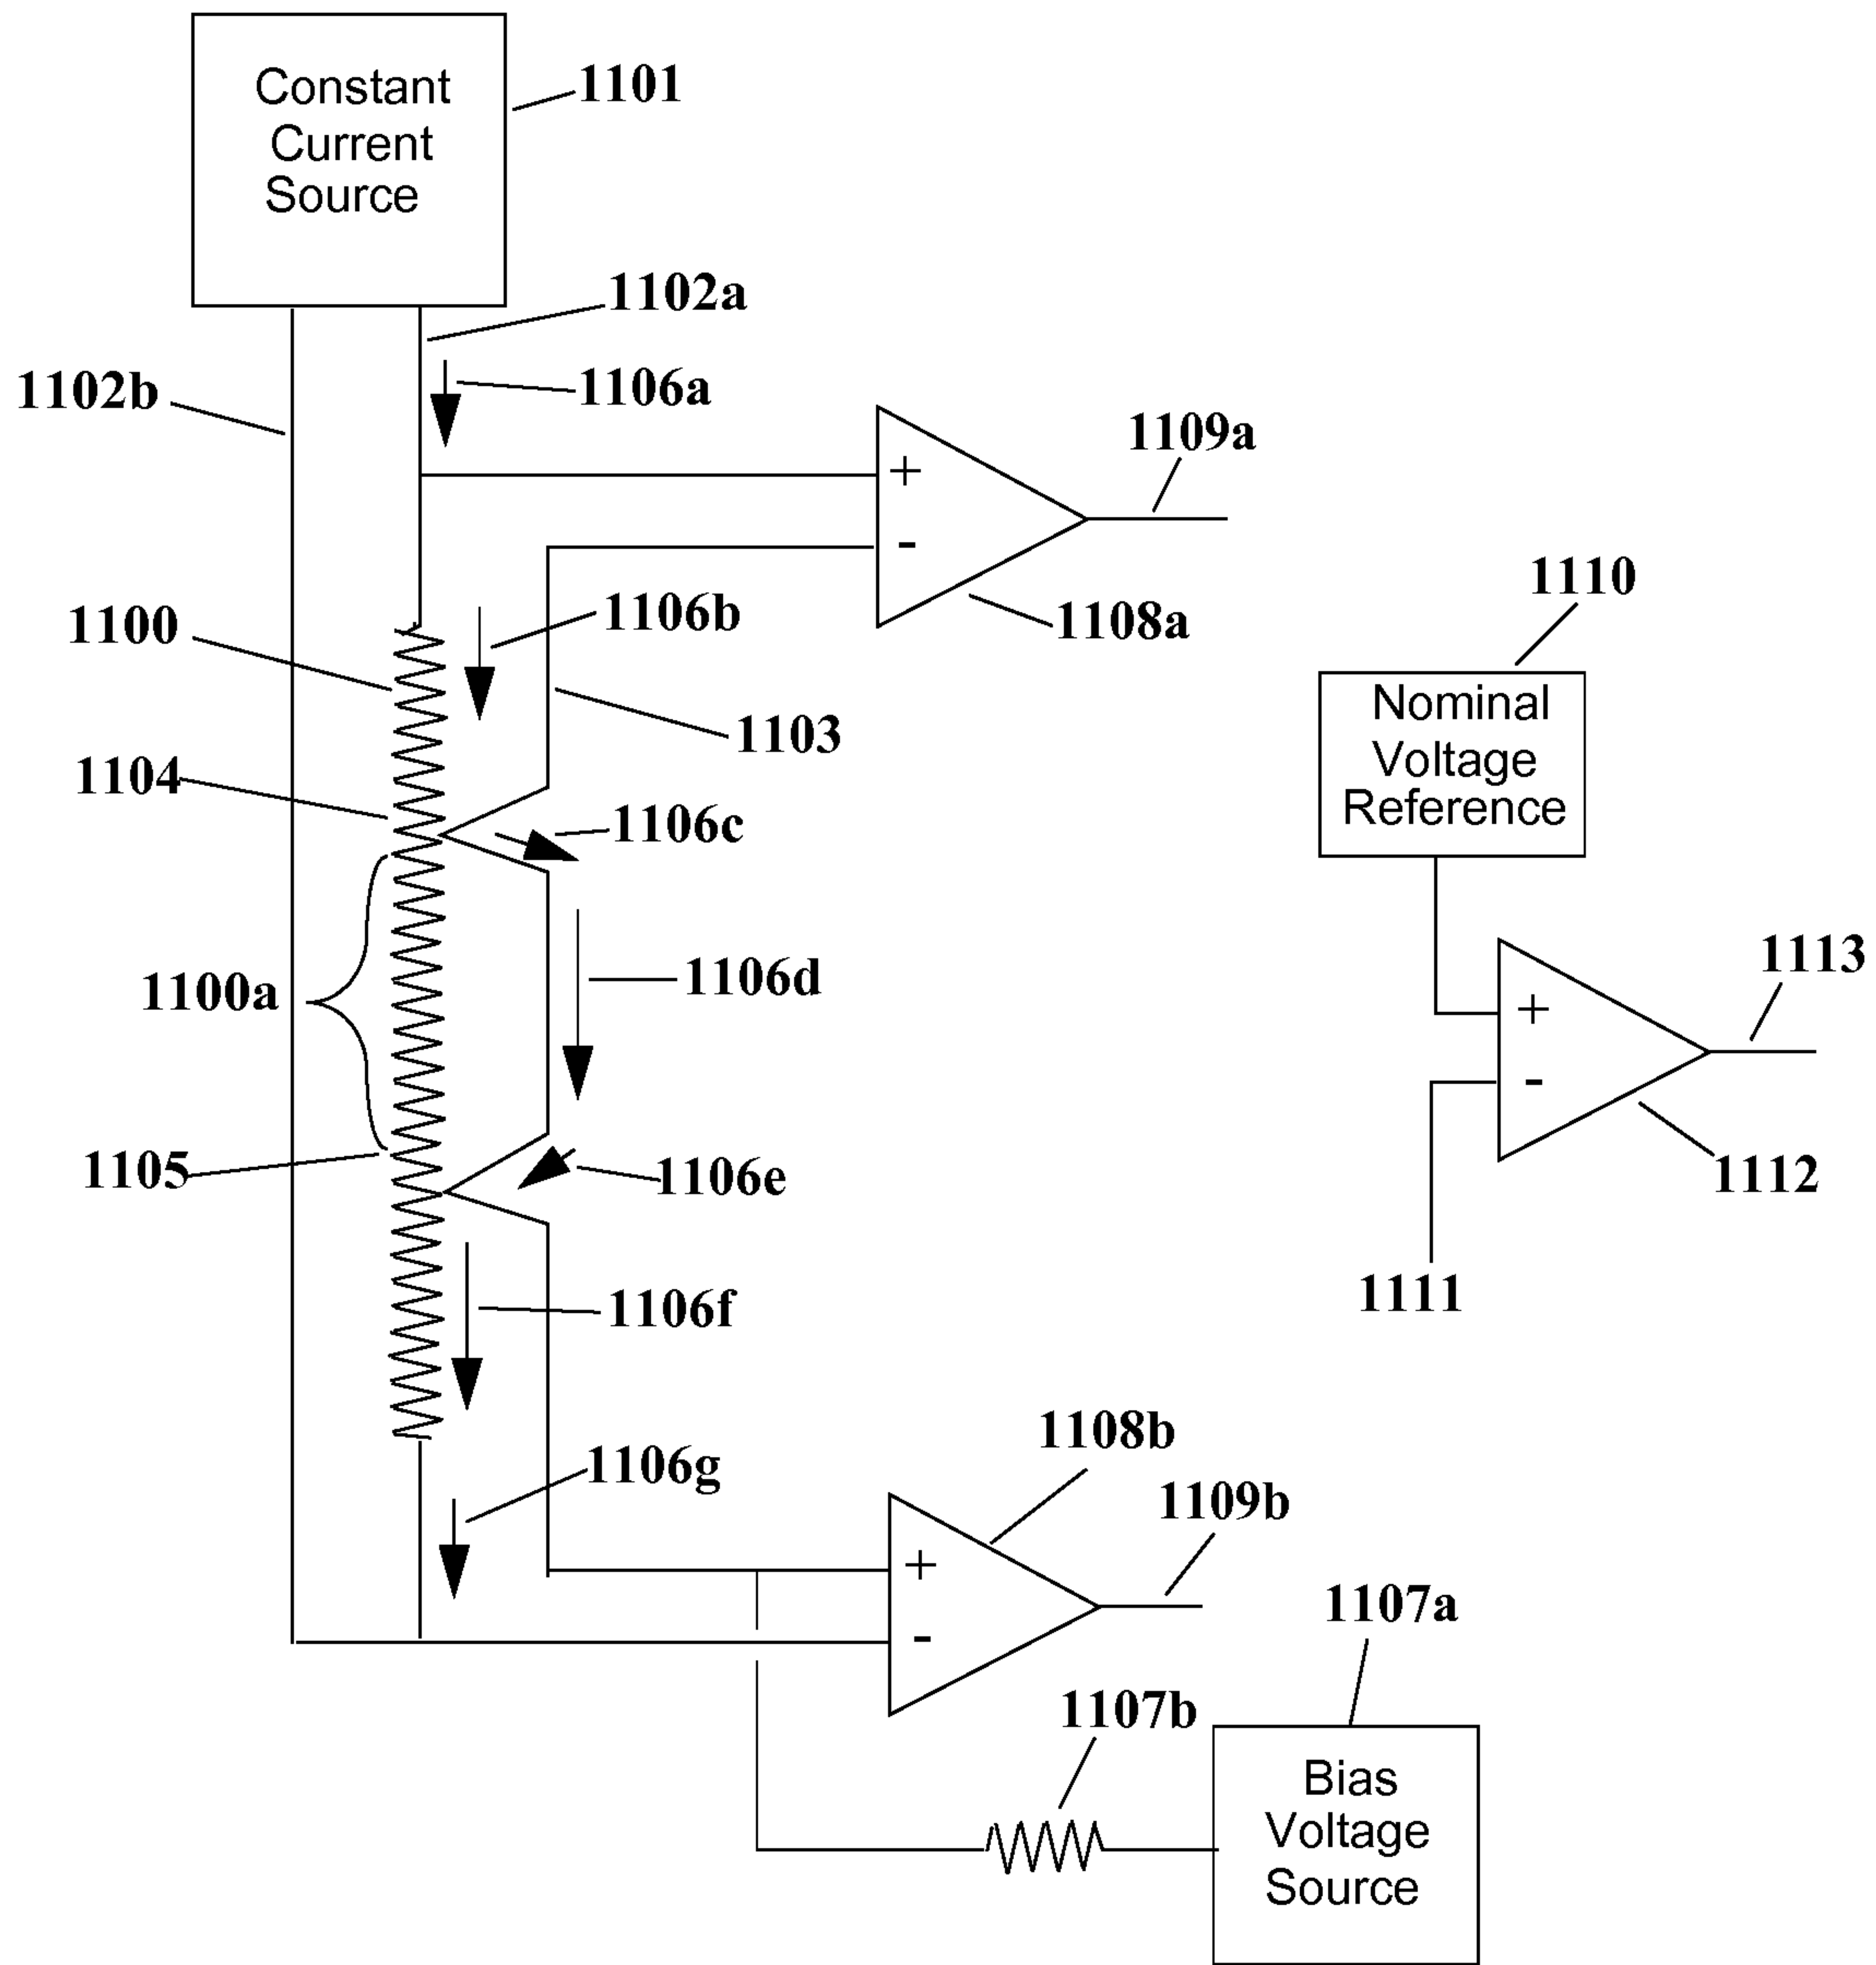 Constant
Current
Source
1101
1102a
1106a
1102b
1109a
+
-
1108a
1110
1106b
1100
Nominal
Voltage
Reference
1103
1104
1106c
1113
1106d
1100a
+
-
1105
1106e
1112
1111
1106f
1108b
1106g
1109b
+
-
1107a
1107b
Bias
Voltage
Source